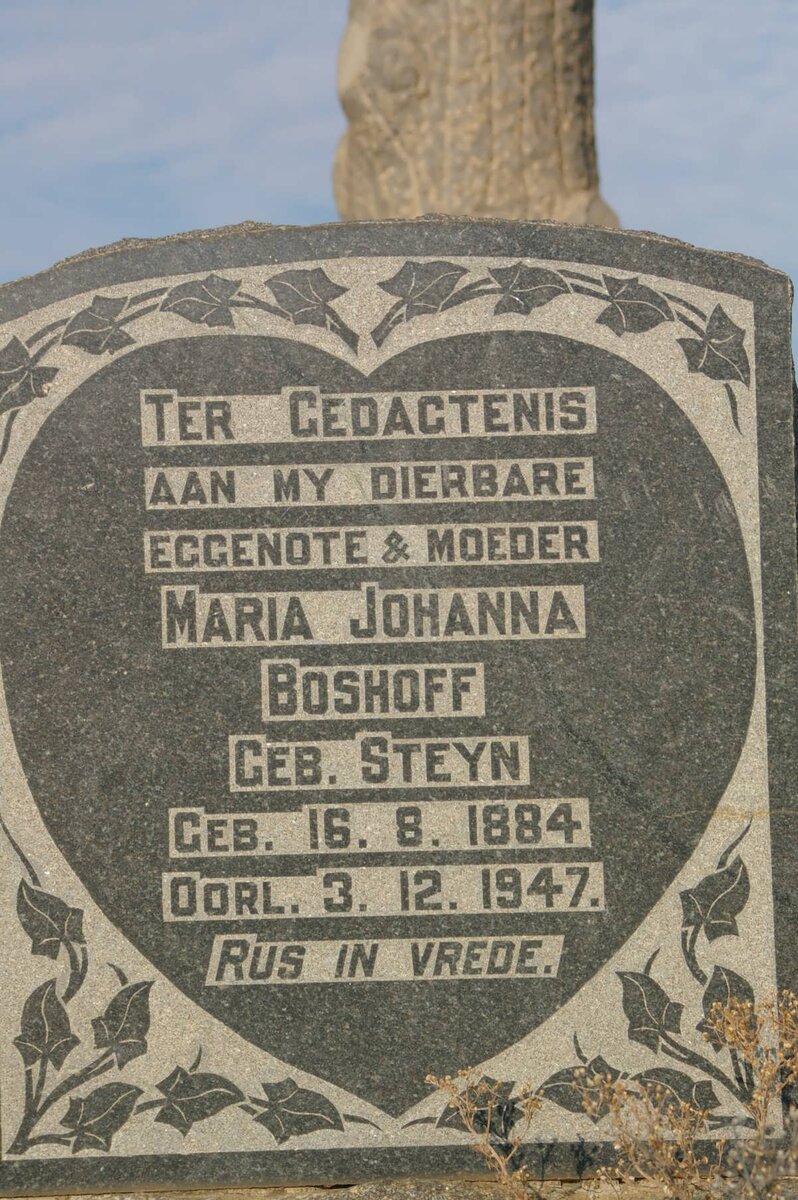 TER GEDACTENIS
AAN MY DIERBARE
EGGENOTE & MOEDER
MARIA JOHANNA
BOSHOFF
GEB. STEYN
GEB. 16. 8. 1884
OORL. 3. 12. 1947.
RUS IN VREDE.